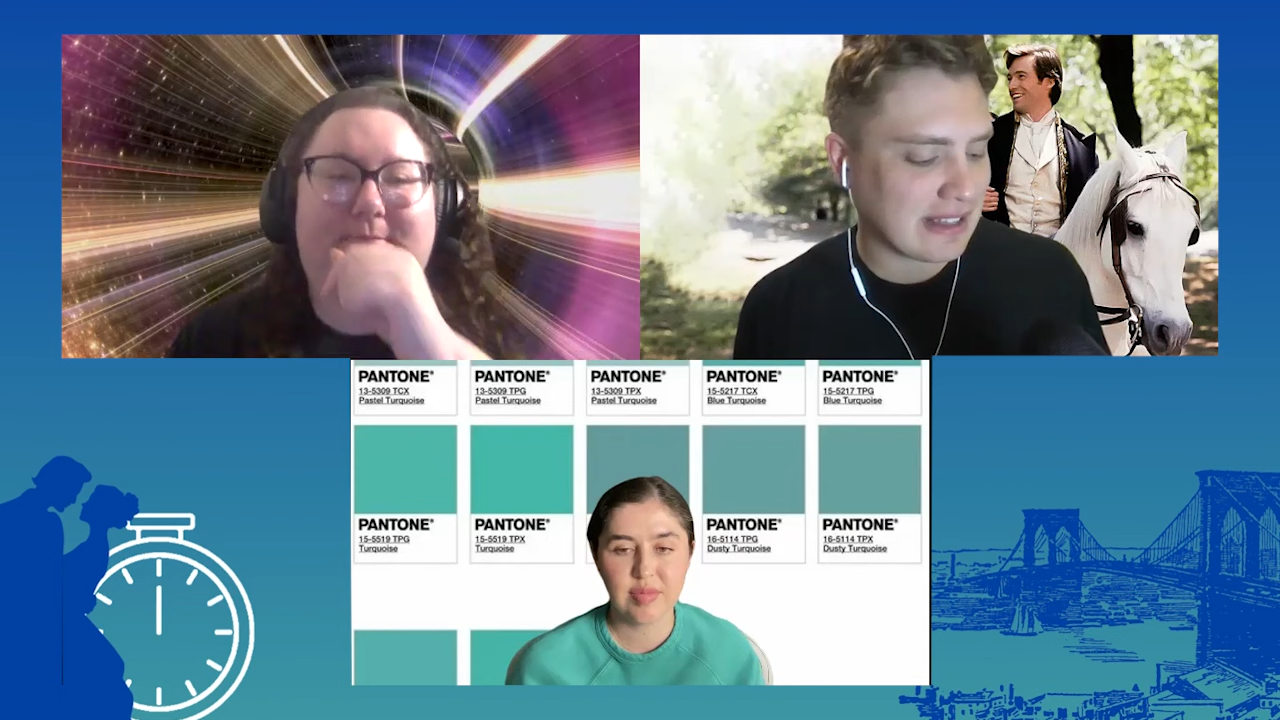 PANTONE®
13-5309 TCX
Pastel Turquoise
PANTONE®
13-5309 TPG
Pastel Turquoise
PANTONE®
13-5309 TPX
Pastel Turquoise
PANTONE®
15-5217 TCX
Blue Turquoise
PANTONE®
15-5217 TPG
Blue Turquoise
PANTONE®
15-5519 TPG
Turquoise
PANTONE®
15-5519 TPX
Turquoise
PANTONE®
16-5114 TPG
Dusty Turquoise
PANTONE®
16-5114 TPX
Dusty Turquoise